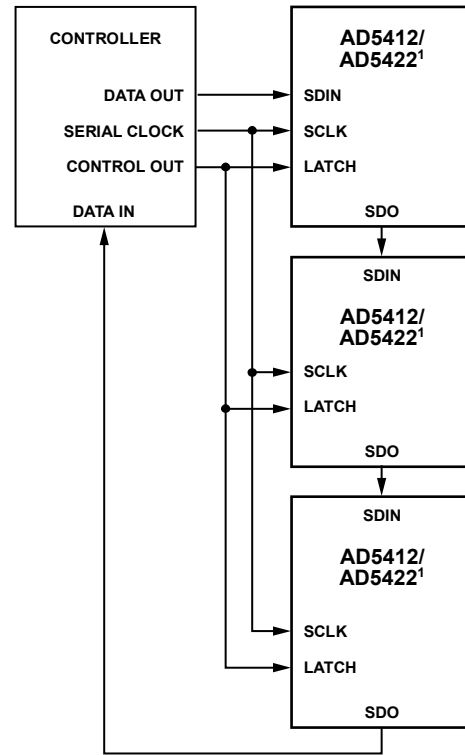 CONTROLLER
DATA OUT
SERIAL CLOCK
CONTROL OUT
DATA IN
AD5412/
AD5422¹
SDIN
SCLK
LATCH
SDO
SDIN
AD5412/
AD5422¹
SCLK
LATCH
SDO
SDIN
AD5412/
AD5422¹
SCLK
LATCH
SDO